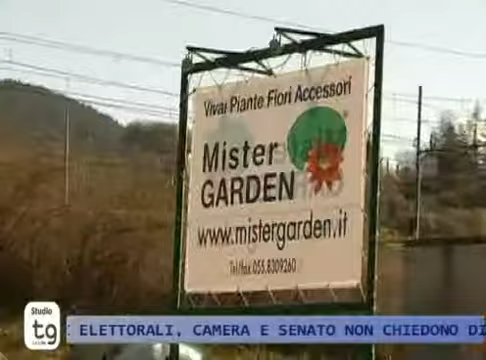 Vivai Piante Fiori Accessori
Mister
GARDEN
www.mistergarden.it
Tel/fax 055.8309260
Studio
tg
ELETTORALI, CAMERA E SENATO NON CHIEDONO DI